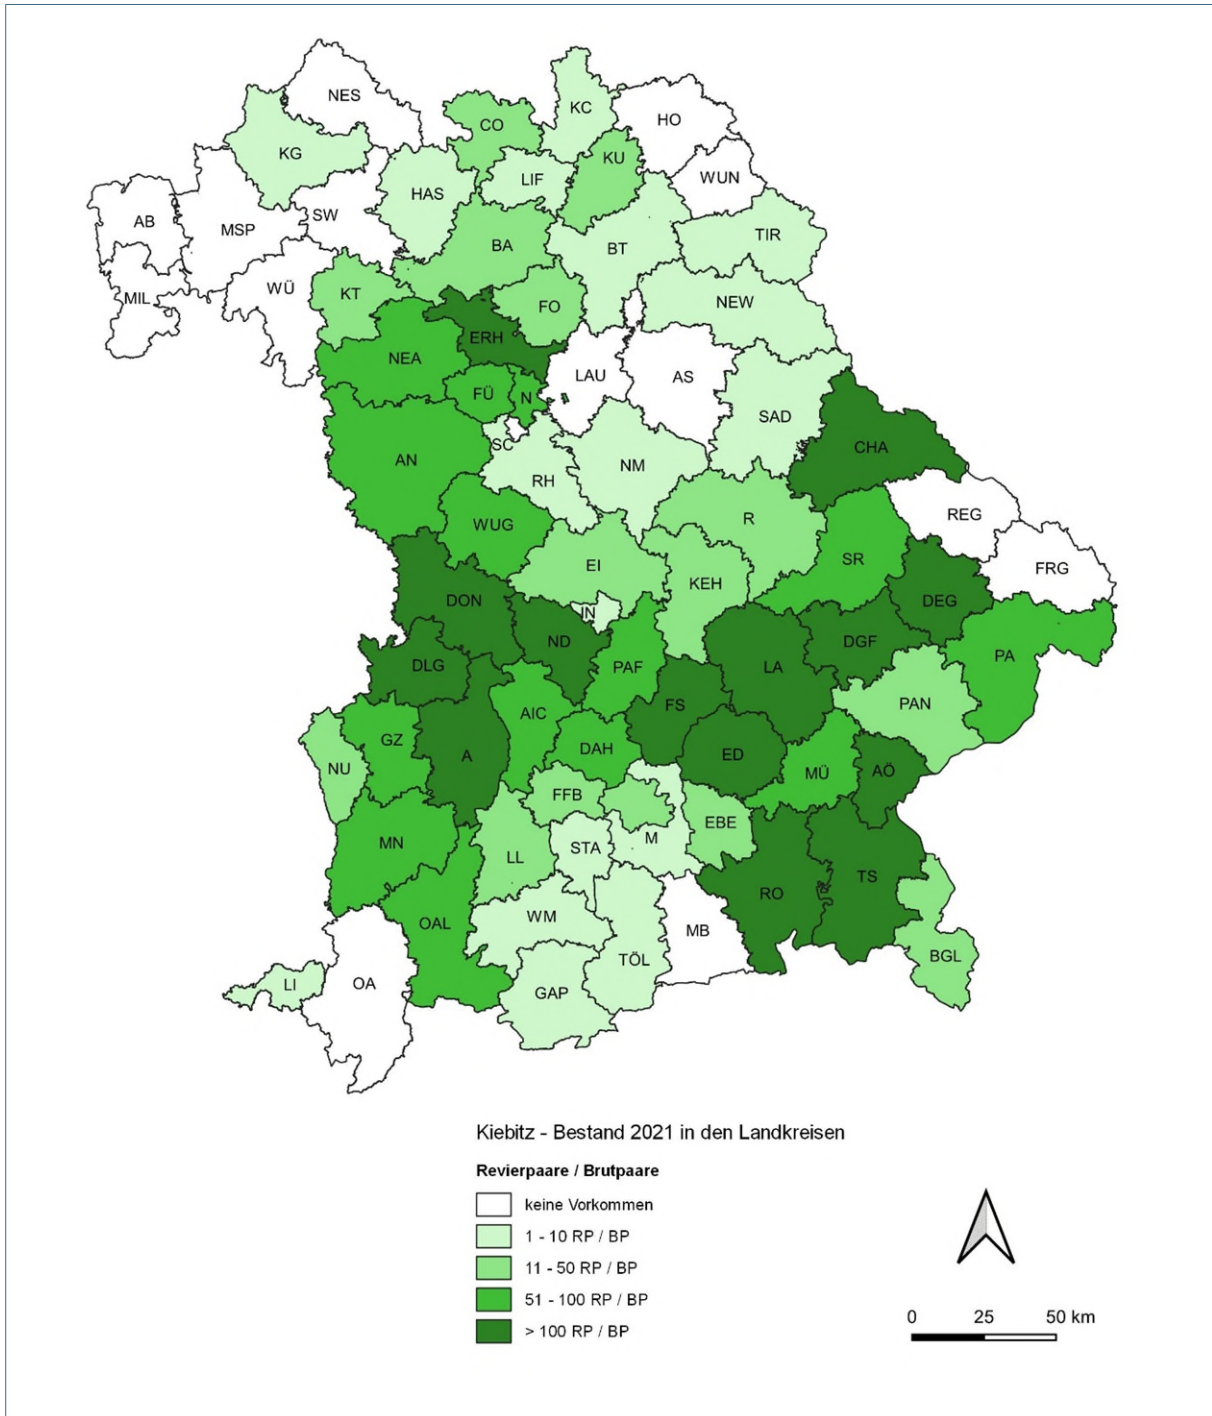 NES
KC
HO
CO
KG
KU
WUN
LIF
HAS
AB
SW
MSP
TIR
BA
BT
WÜ
KT
MIL
NEW
FO
ERH
NEA
LAU
AS
FÜ
N
SAD
SC
CHA
AN
NM
RH
REG
R
WUG
SR
EI
FRG
KEH
DON
DEG
IN
ND
DGF
PA
DLG
PAF
LA
PAN
FS
AIC
GZ
DAH
A
ED
NU
MÜ
AÖ
FFB
EBE
MN
M
STA
LL
TS
RO
WM
OAL
MB
BGL
TÖL
LI
OA
GAP
Kiebitz - Bestand 2021 in den Landkreisen
Revierpaare / Brutpaare
keine Vorkommen
1 - 10 RP / BP
11 - 50 RP / BP
51 - 100 RP / BP
> 100 RP / BP
0 25 50 km